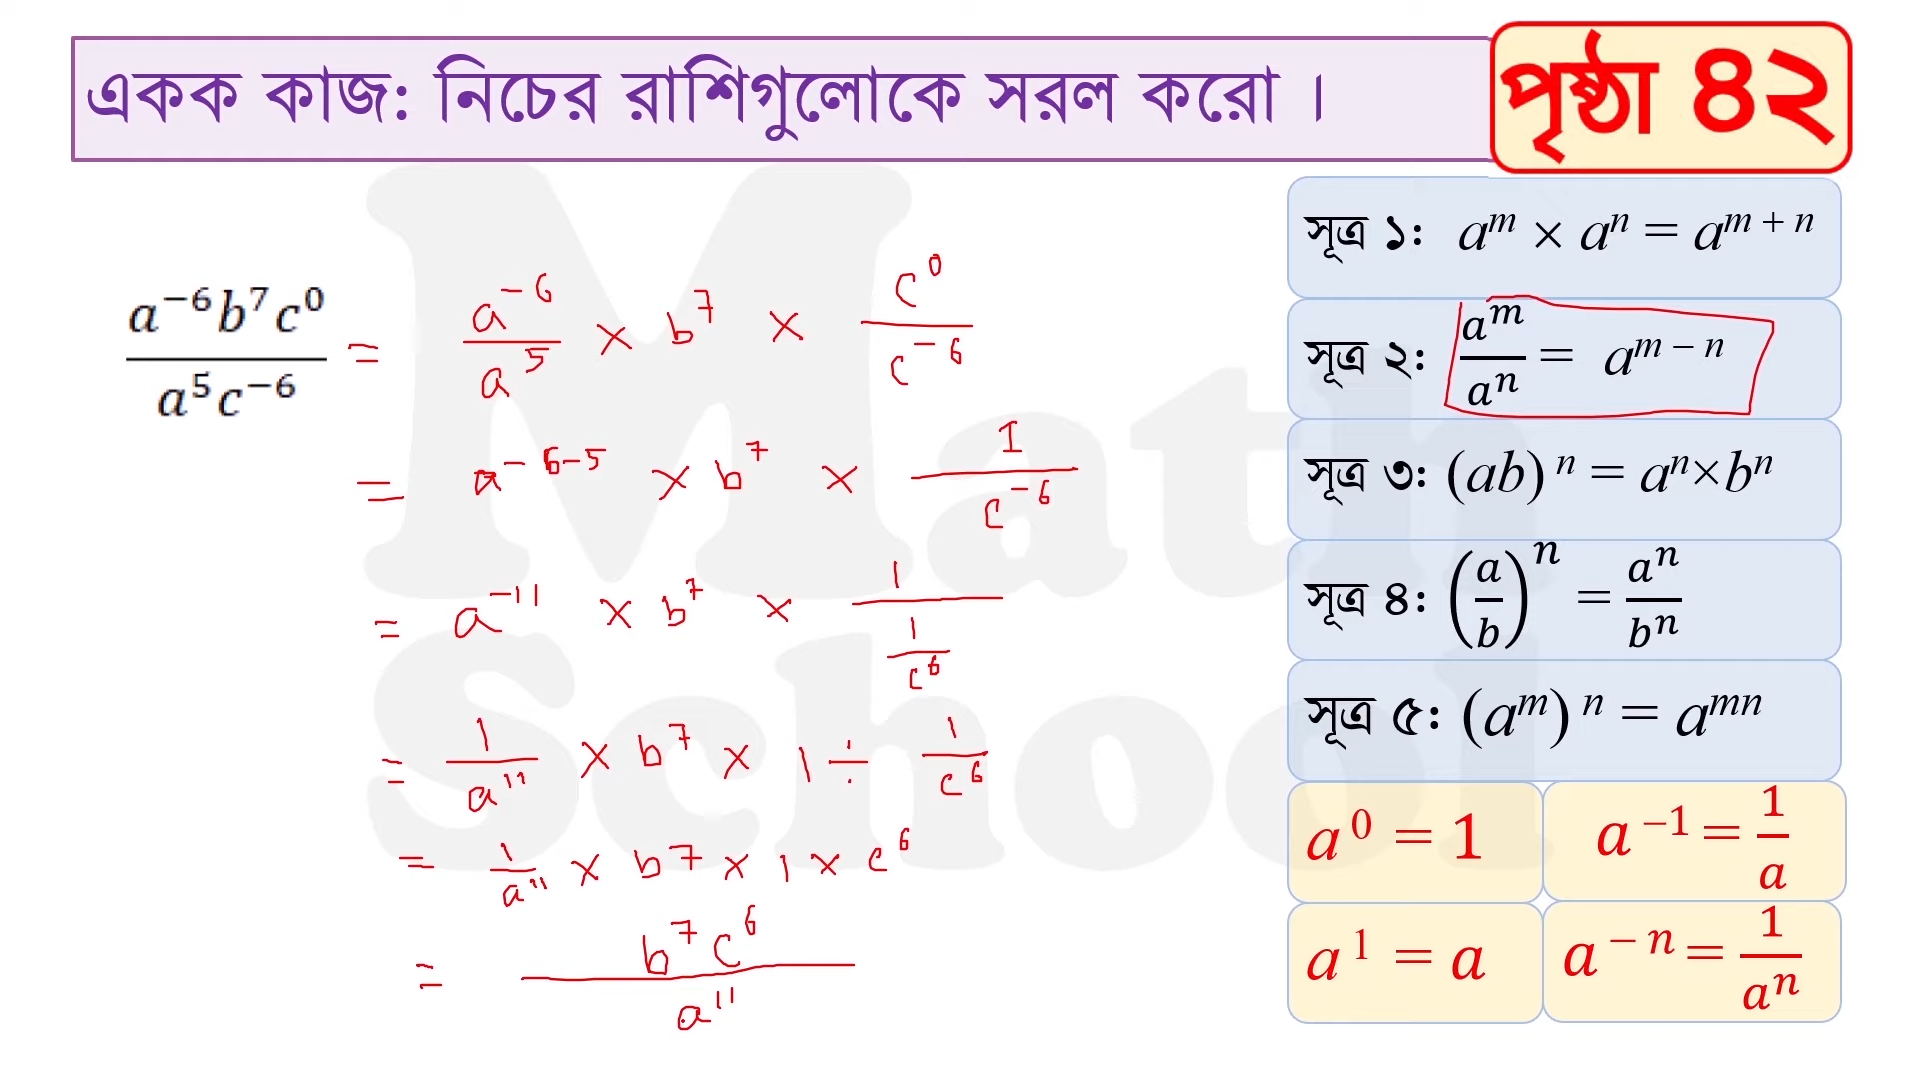 একক কাজ: নিচের রাশিগুলোকে সরল করো ।
পৃষ্ঠা ৪২
a⁻⁶b⁷c⁰ / a⁵c⁻⁶ = a⁻⁶ / a⁵ × b⁷ × c⁰ / c⁻⁶
= a⁻⁶⁻⁵ × b⁷ × 1 / c⁻⁶
= a⁻¹¹ × b⁷ × 1 / (1 / c⁶)
= 1 / a¹¹ × b⁷ × 1 ÷ 1 / c⁶
= 1 / a¹¹ × b⁷ × 1 × c⁶
= b⁷c⁶ / a¹¹
সূত্র ১: aᵐ × aⁿ = aᵐ⁺ⁿ
সূত্র ২: aᵐ / aⁿ = aᵐ⁻ⁿ
সূত্র ৩: (ab)ⁿ = aⁿ×bⁿ
সূত্র ৪: (a / b)ⁿ = aⁿ / bⁿ
সূত্র ৫: (aᵐ)ⁿ = aᵐⁿ
a⁰ = 1
a⁻¹ = 1 / a
a¹ = a
a⁻ⁿ = 1 / aⁿ
Math
School